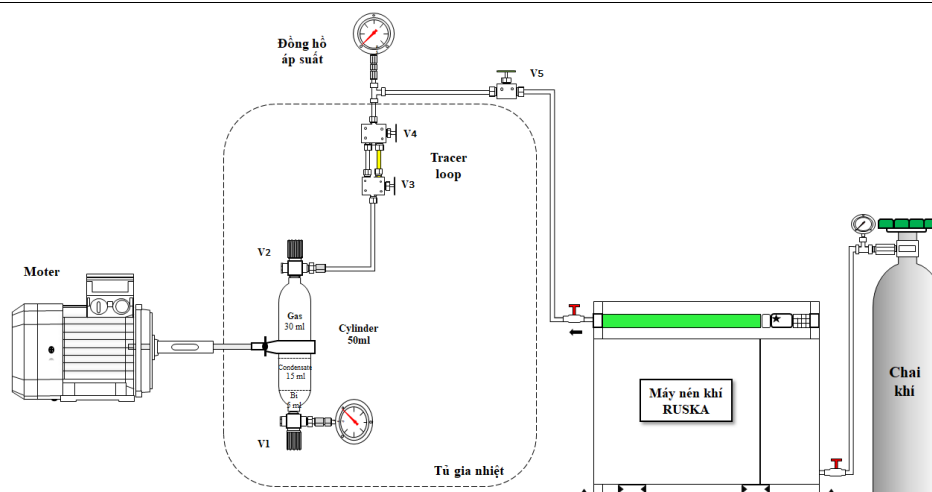 Đồng hồ
áp suất
V5
V4
Tracer
loop
V3
V2
Moter
Gas
30 ml
Cylinder
50ml
Condensate
15 ml
Bi
5 ml
V1
Tủ gia nhiệt
Máy nén khí
RUSKA
Chai
khí